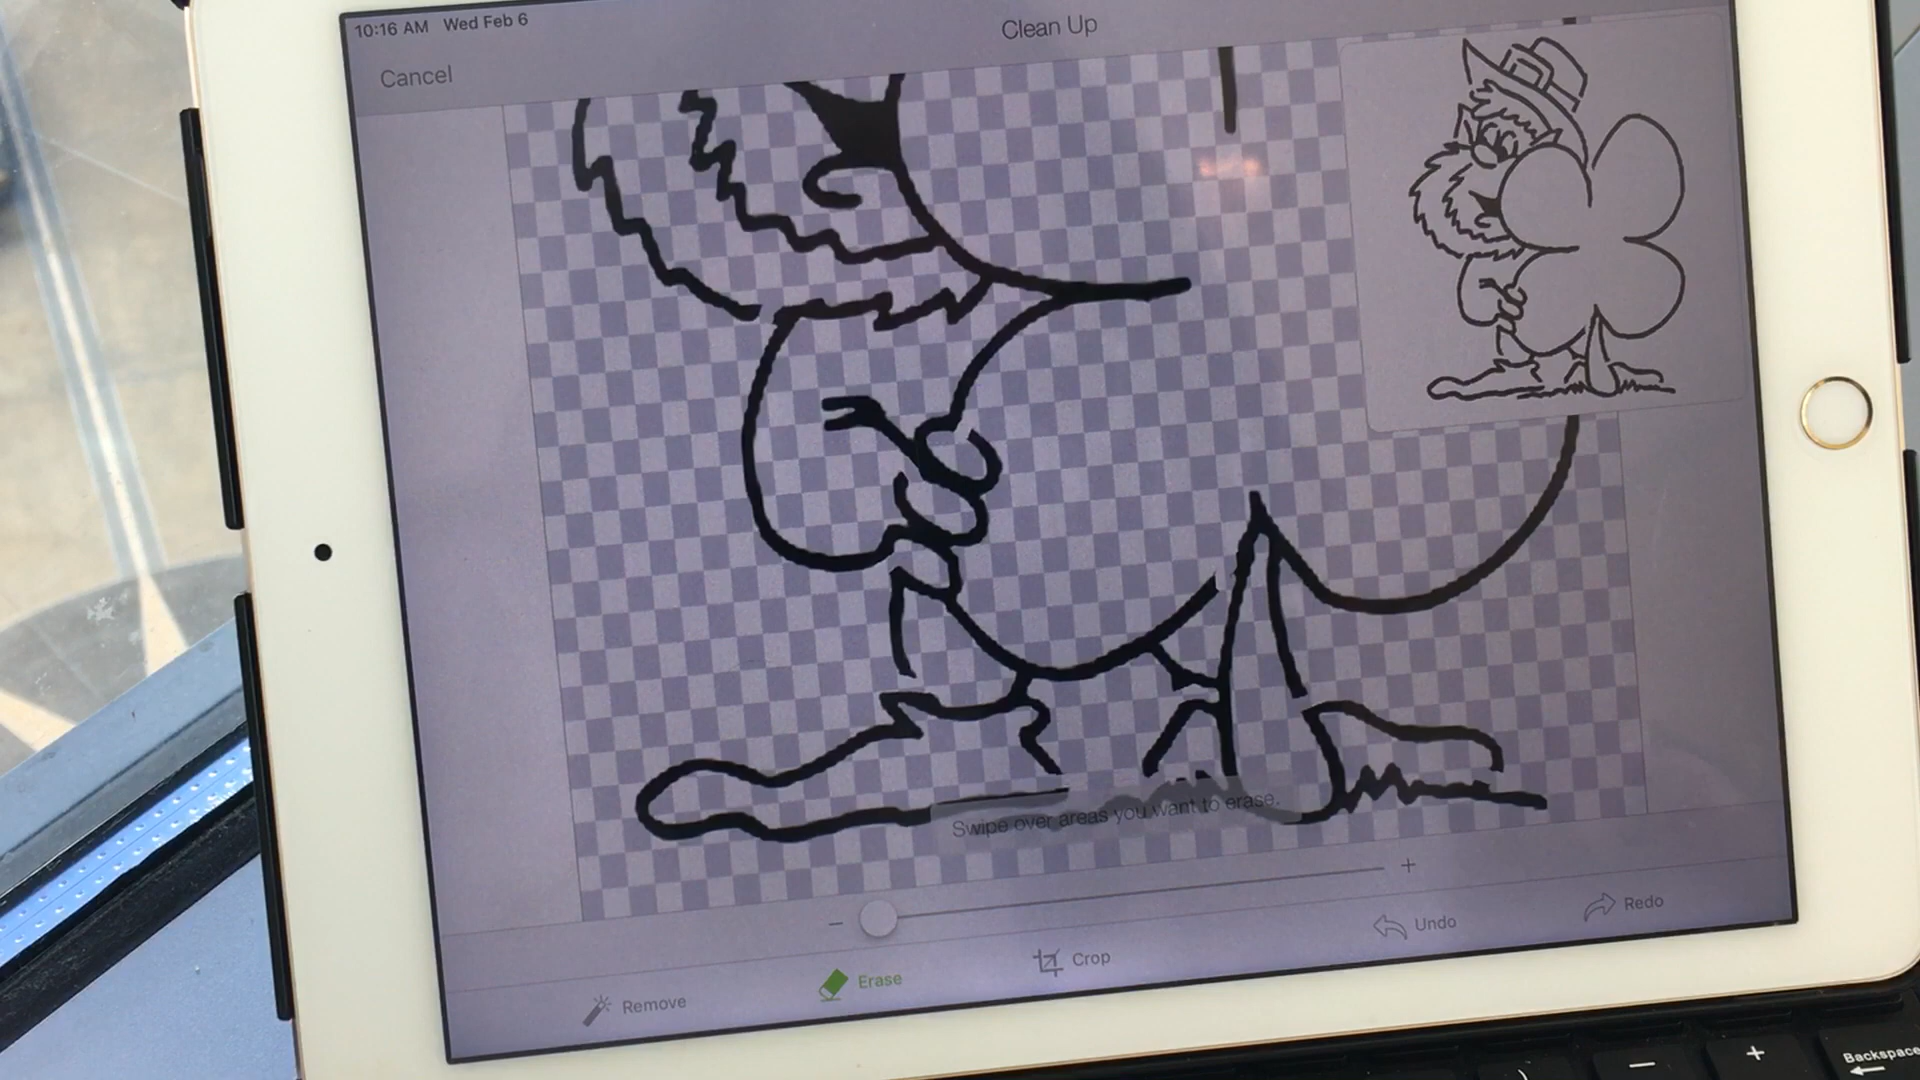 10:16 AM Wed Feb 6
Clean Up
Cancel
Swipe over areas you want to erase.
− +
Undo
Redo
Remove
Erase
Crop
− +
Backspace